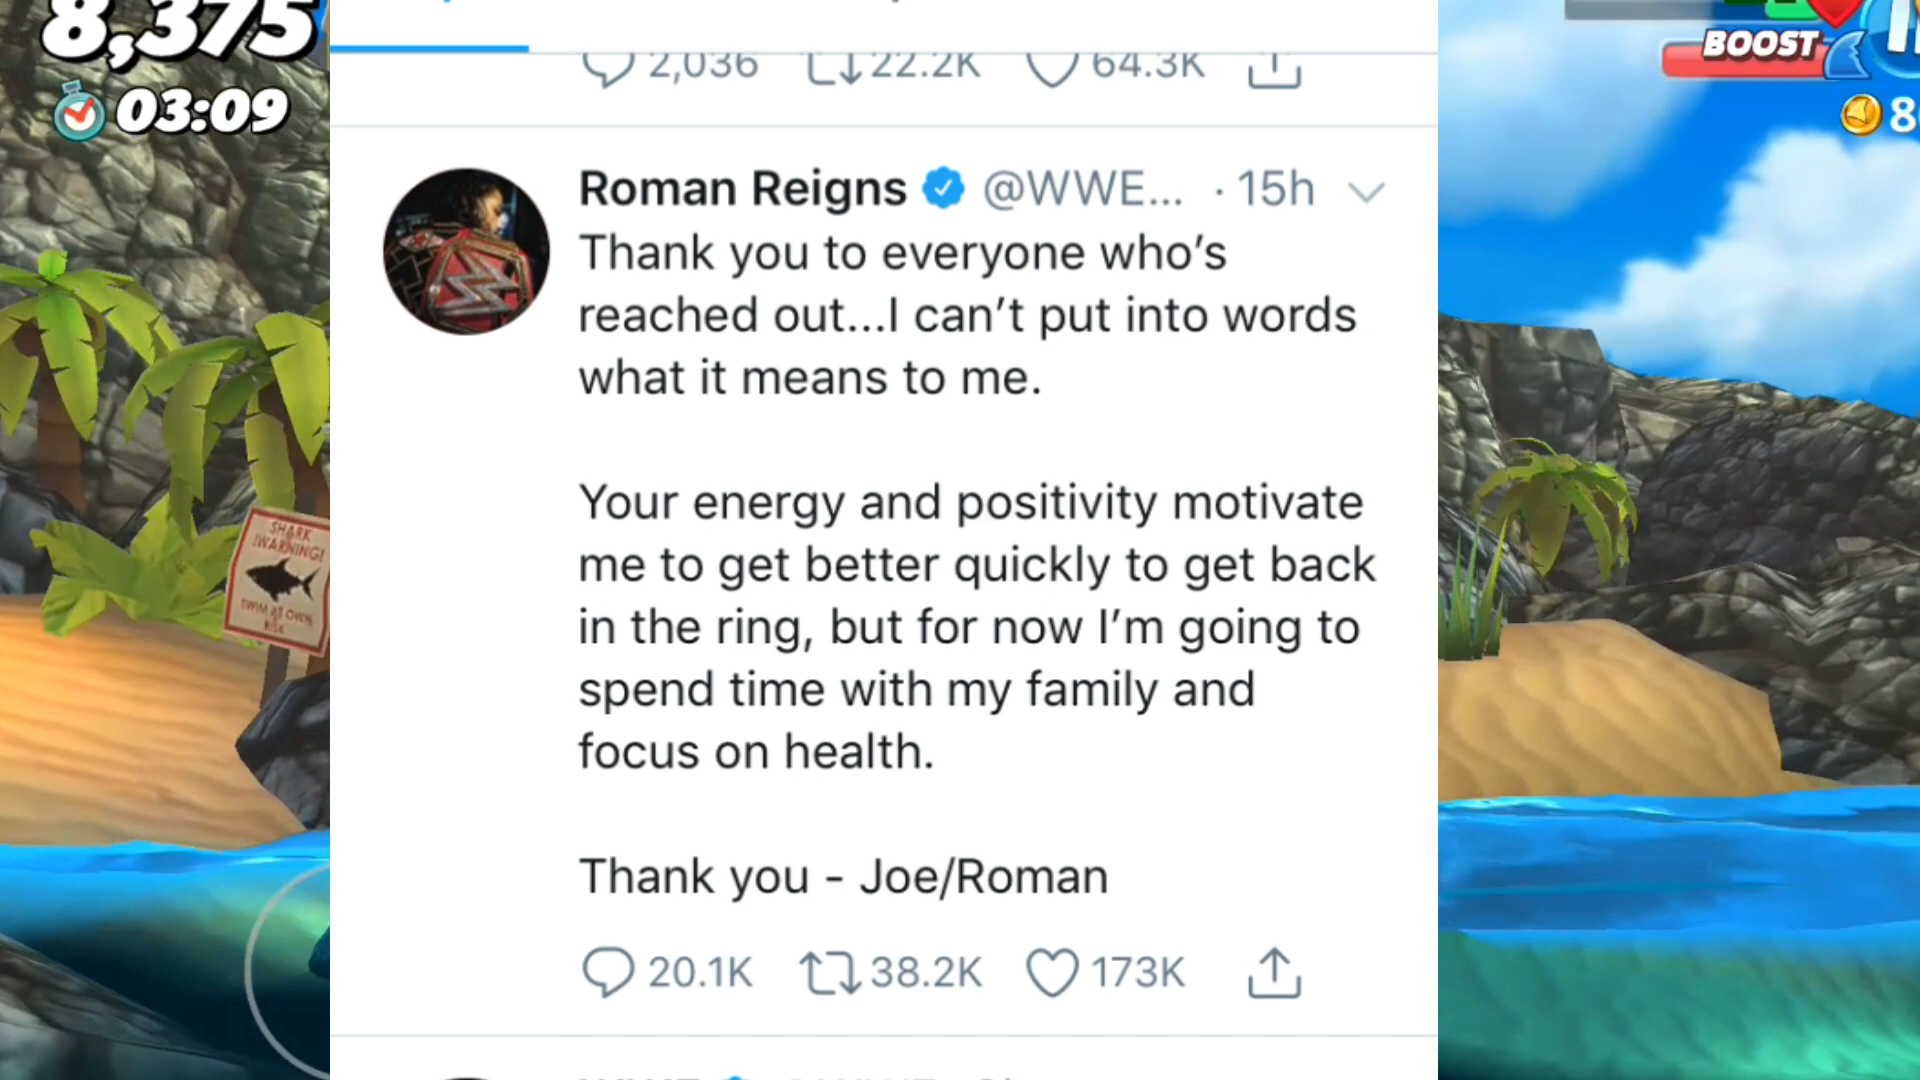 8,375
03:09
BOOST
2,036 22.2K 64.3K
Roman Reigns @WWE... · 15h
Thank you to everyone who's
reached out...I can't put into words
what it means to me.
Your energy and positivity motivate
me to get better quickly to get back
in the ring, but for now I'm going to
spend time with my family and
focus on health.
Thank you - Joe/Roman
20.1K 38.2K 173K
SHARK
WARNING!
SWIM AT OWN
RISK